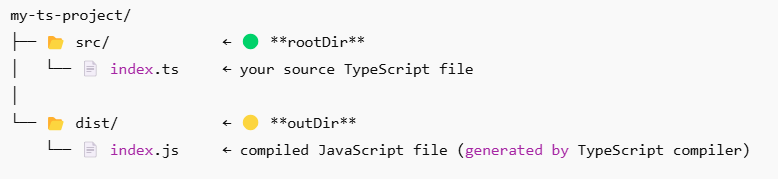 my-ts-project/
├── 📂 src/ ← 🟢 **rootDir**
│ └── 📄 index.ts ← your source TypeScript file
│
└── 📂 dist/ ← 🟡 **outDir**
└── 📄 index.js ← compiled JavaScript file (generated by TypeScript compiler)